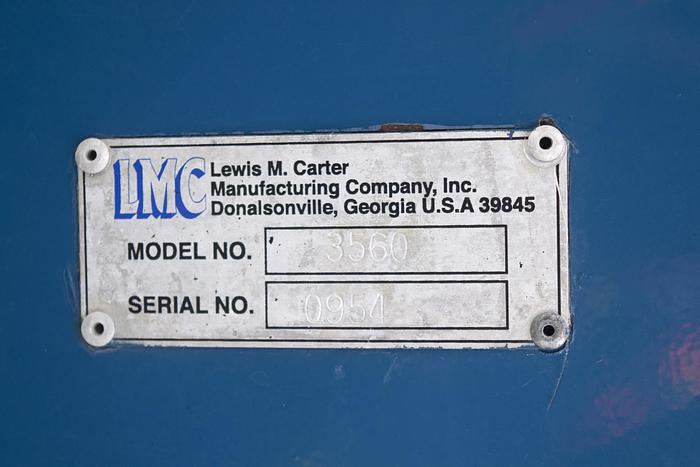 LMC
Lewis M. Carter
Manufacturing Company, Inc.
Donalsonville, Georgia U.S.A 39845
MODEL NO. 3560
SERIAL NO. 0954